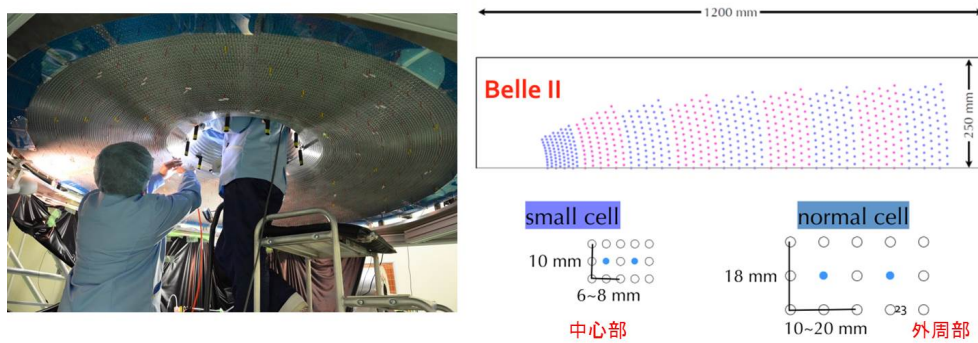 1200 mm
Belle II
250 mm
small cell
normal cell
10 mm
6~8 mm
18 mm
10~20 mm
23
中心部
外周部